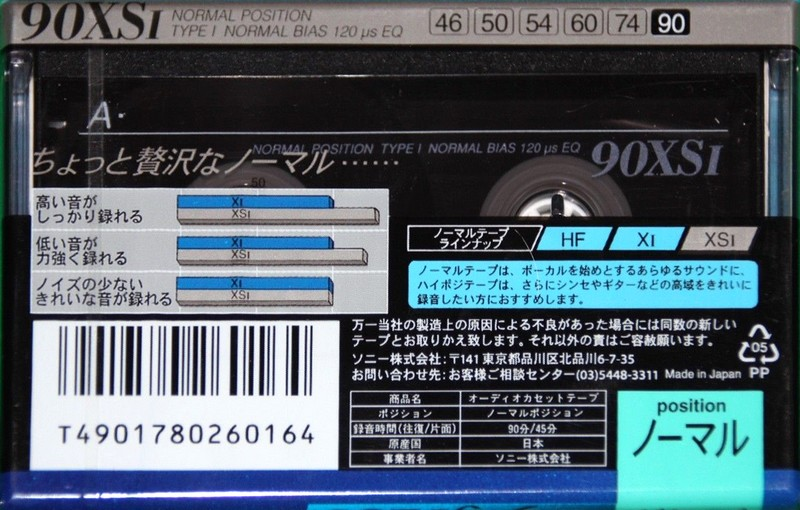 90XSI NORMAL POSITION
TYPE I NORMAL BIAS 120 μs EQ
46 50 54 60 74 90
A·
NORMAL POSITION TYPE I NORMAL BIAS 120 μs EQ 90XSI
ちょっと贅沢なノーマル……
50
高い音が
しっかり録れる
XI
XSI
低い音が
力強く録れる
XI
XSI
ノイズの少ない
きれいな音が録れる
XI
XSI
ノーマルテープ
ラインナップ
HF XI XSI
ノーマルテープは、ボーカルを始めとするあらゆるサウンドに、
ハイポジテープは、さらにシンセやギターなどの高域をきれいに
録音したい方におすすめします。
万一当社の製造上の原因による不良があった場合には同数の新しい
テープとお取りかえ致します。それ以外の責はご容赦願います。
ソニー株式会社:〒141 東京都品川区北品川6-7-35
お問い合わせ先:お客様ご相談センター(03)5448-3311 Made in Japan
05
PP
T4901780260164
商品名 オーディオカセットテープ
ポジション ノーマルポジション
録音時間(往復/片面) 90分/45分
原産国 日本
事業者名 ソニー株式会社
position
ノーマル